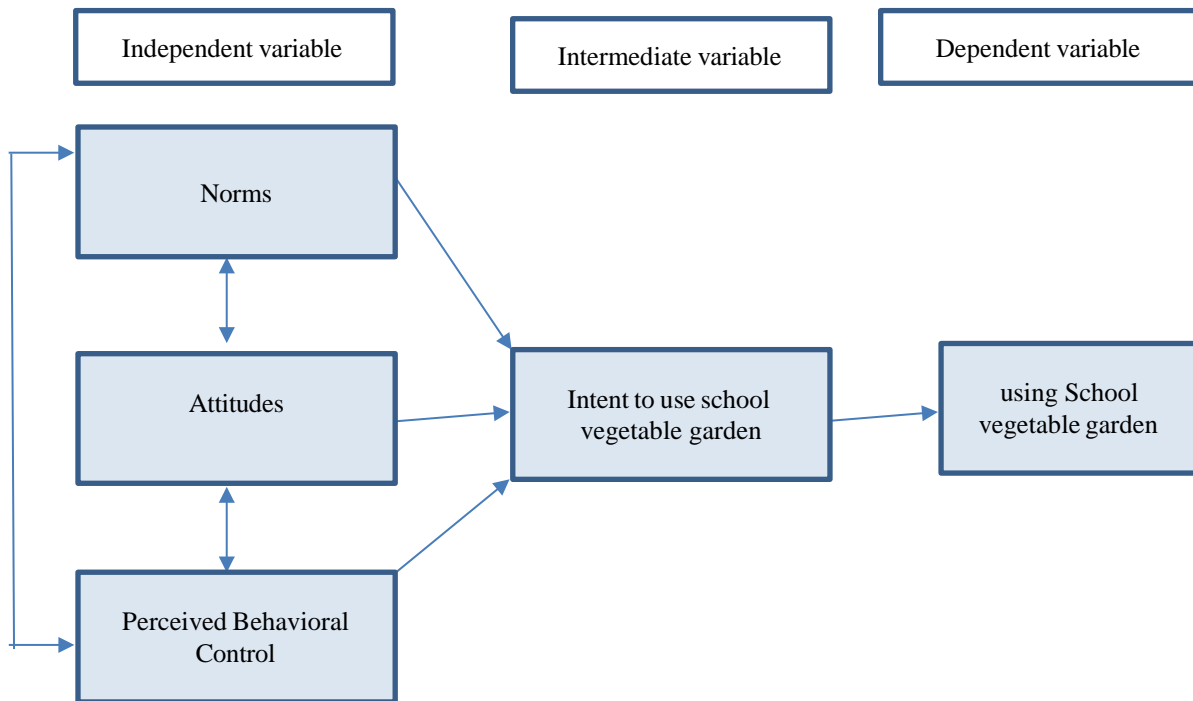 Independent variable
Intermediate variable
Dependent variable
Norms
Attitudes
Intent to use school
vegetable garden
using School
vegetable garden
Perceived Behavioral
Control